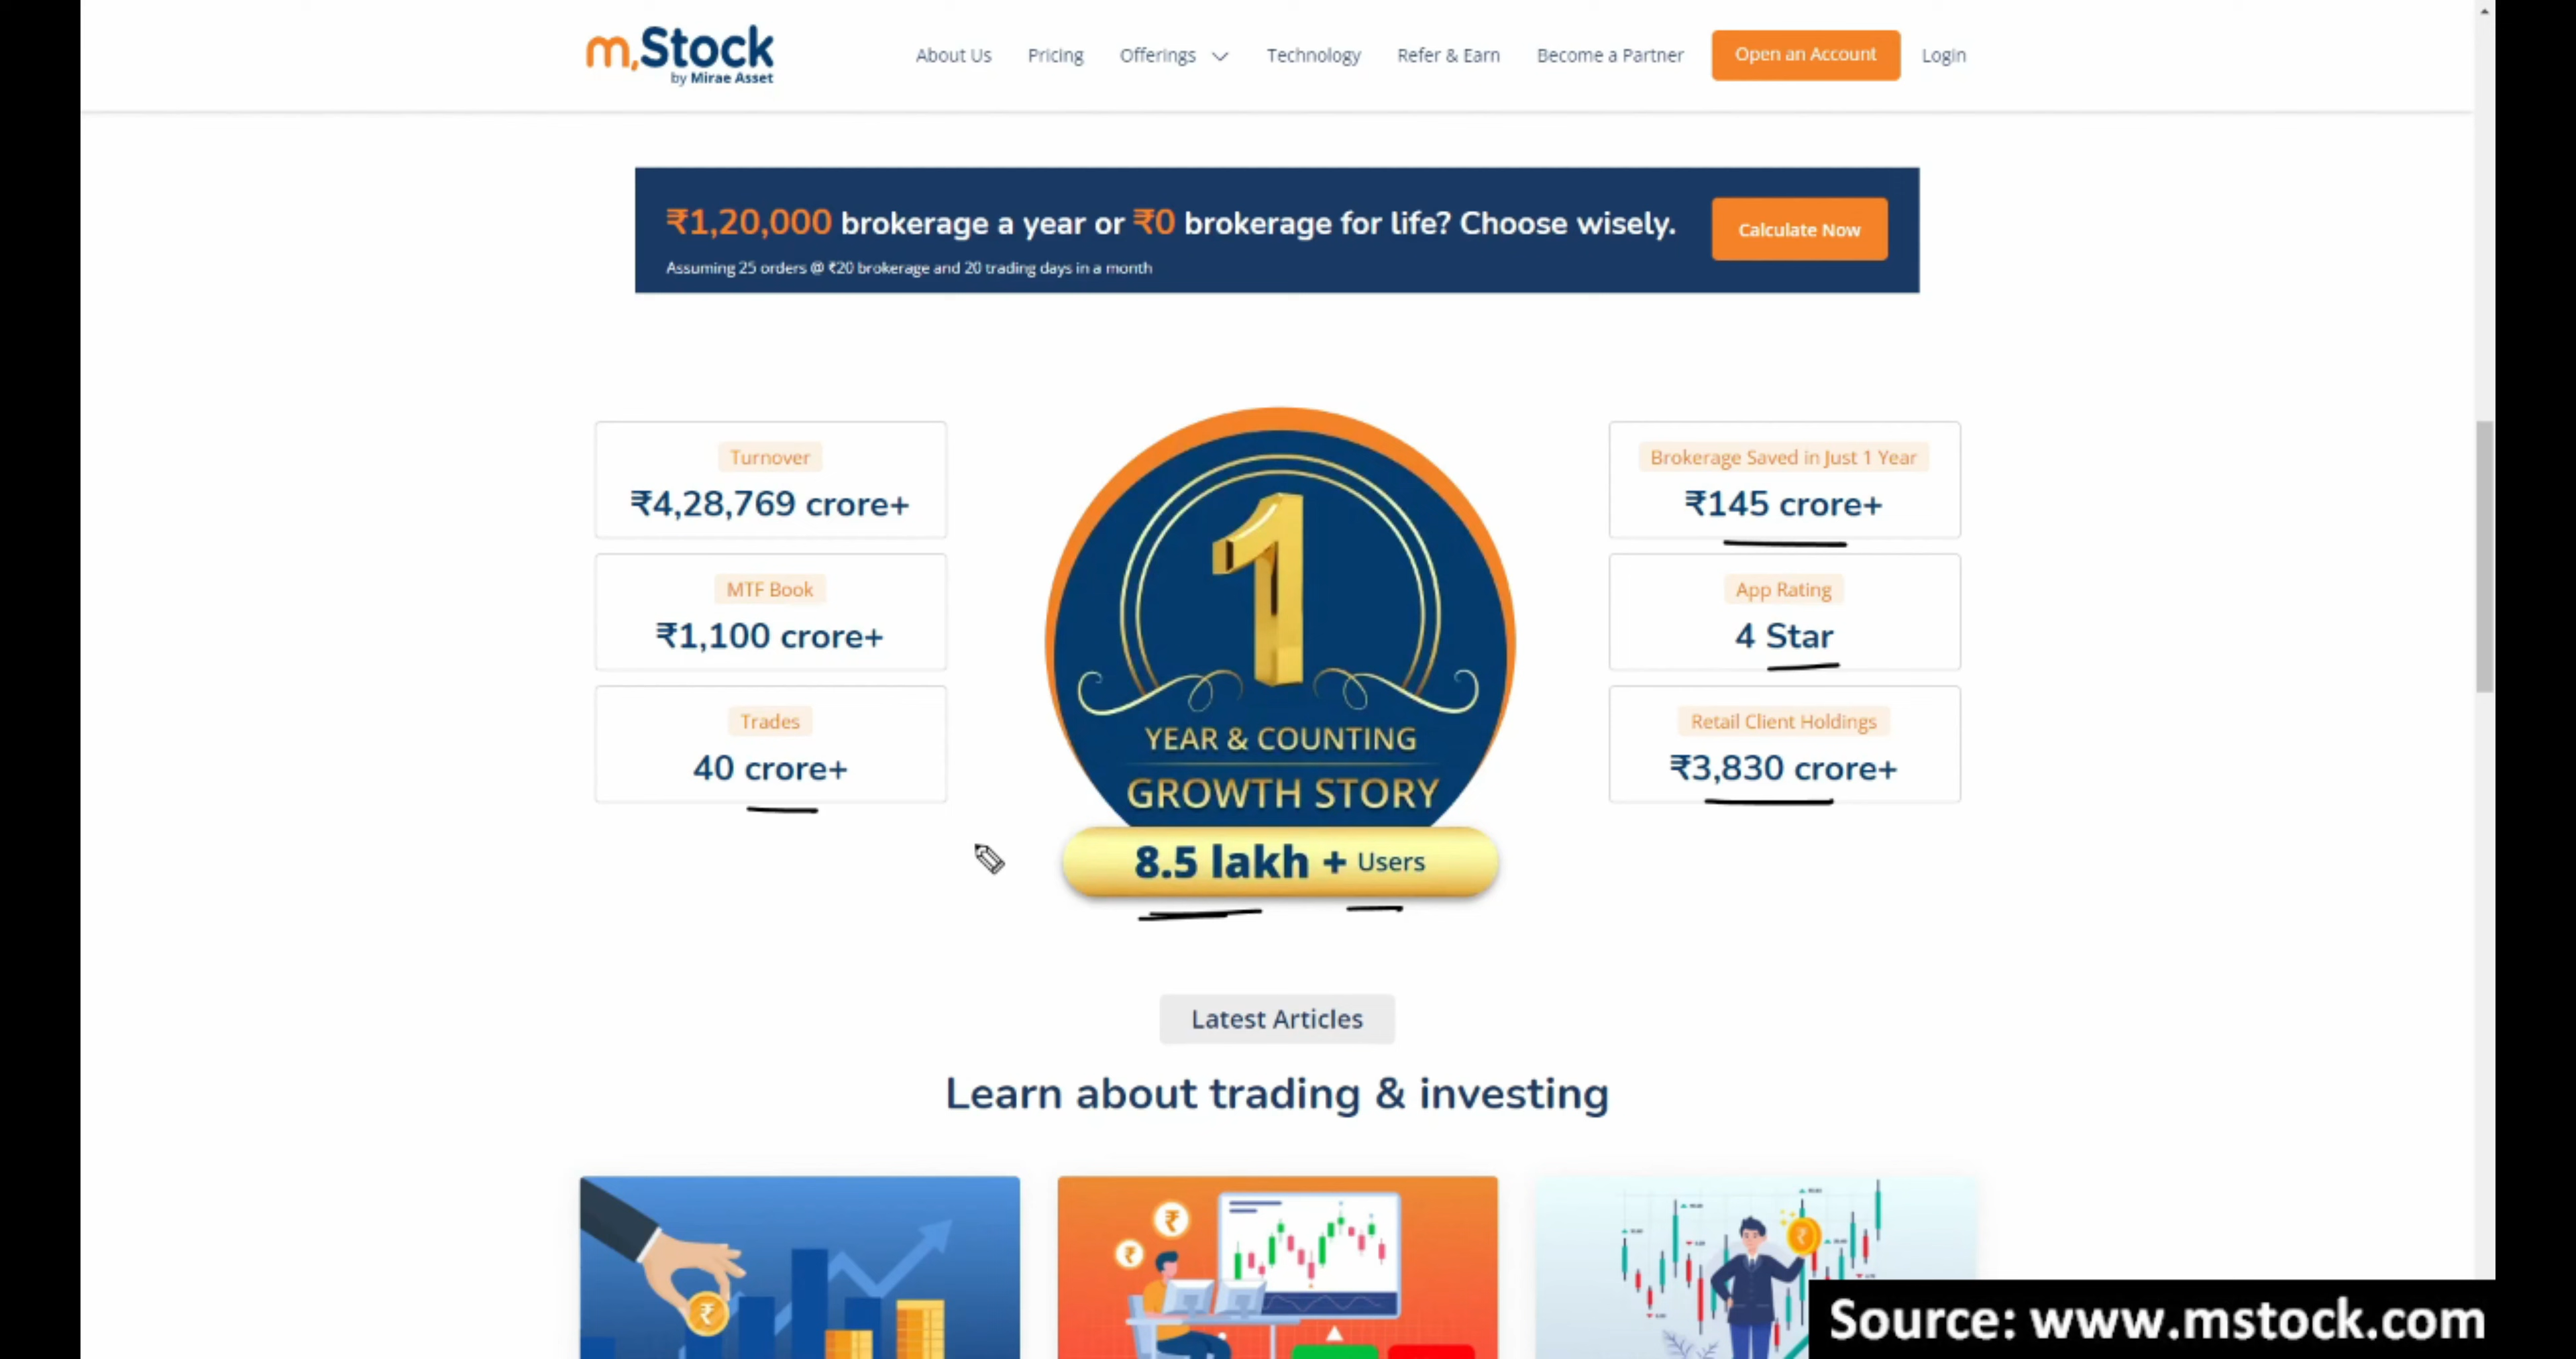 m.Stock
by Mirae Asset
About Us Pricing Offerings Technology Refer & Earn Become a Partner Open an Account Login
₹1,20,000 brokerage a year or ₹0 brokerage for life? Choose wisely.
Assuming 25 orders @ ₹20 brokerage and 20 trading days in a month
Calculate Now
Turnover
₹4,28,769 crore+
MTF Book
₹1,100 crore+
Trades
40 crore+
1
YEAR & COUNTING
GROWTH STORY
8.5 lakh + Users
Brokerage Saved in Just 1 Year
₹145 crore+
App Rating
4 Star
Retail Client Holdings
₹3,830 crore+
Latest Articles
Learn about trading & investing
Source: www.mstock.com